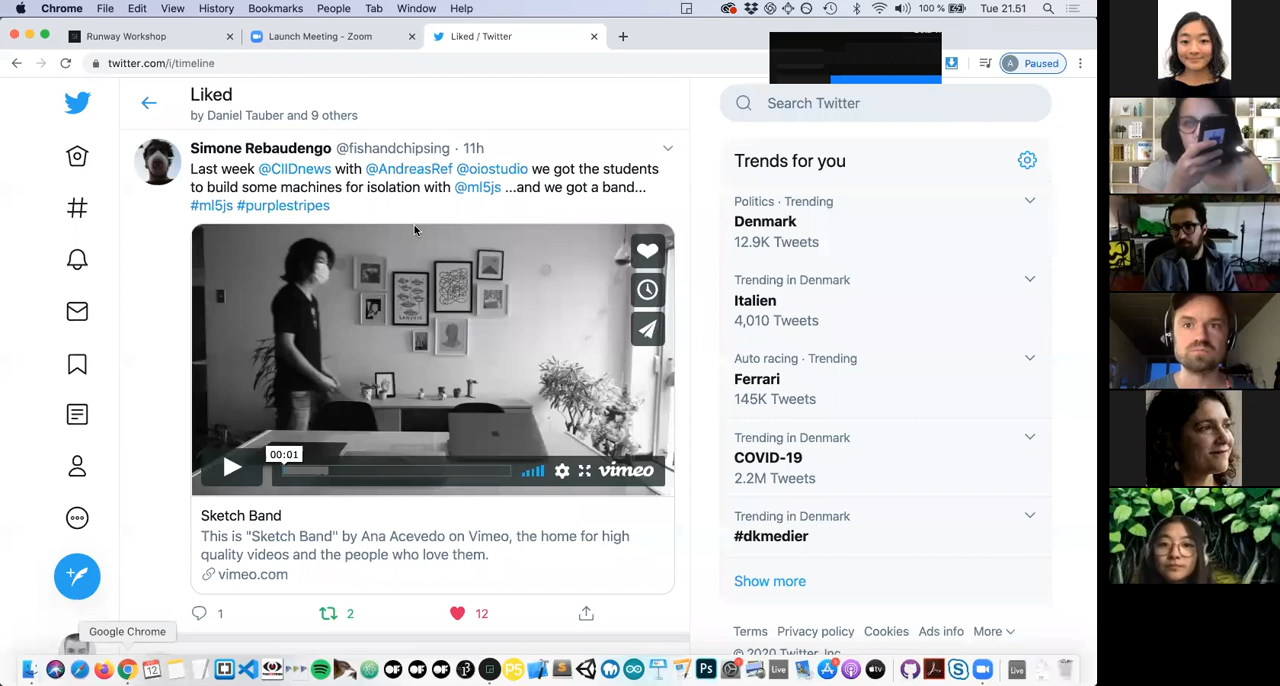 Chrome File Edit View History Bookmarks People Tab Window Help
100 % Tue 21.51
Runway Workshop
Launch Meeting - Zoom
Liked / Twitter
twitter.com/i/timeline
A Paused
Liked
by Daniel Tauber and 9 others
Simone Rebaudengo @fishandchipsing · 11h
Last week @CIIDnews with @AndreasRef @oiostudio we got the students
to build some machines for isolation with @ml5js ...and we got a band...
#ml5js #purplestripes
00:01
vimeo
Sketch Band
This is "Sketch Band" by Ana Acevedo on Vimeo, the home for high
quality videos and the people who love them.
vimeo.com
1 2 12
Google Chrome
Search Twitter
Trends for you
Politics · Trending
Denmark
12.9K Tweets
Trending in Denmark
Italien
4,010 Tweets
Auto racing · Trending
Ferrari
145K Tweets
Trending in Denmark
COVID-19
2.2M Tweets
Trending in Denmark
#dkmedier
Show more
Terms Privacy policy Cookies Ads info More
© 2020 Twitter, Inc.